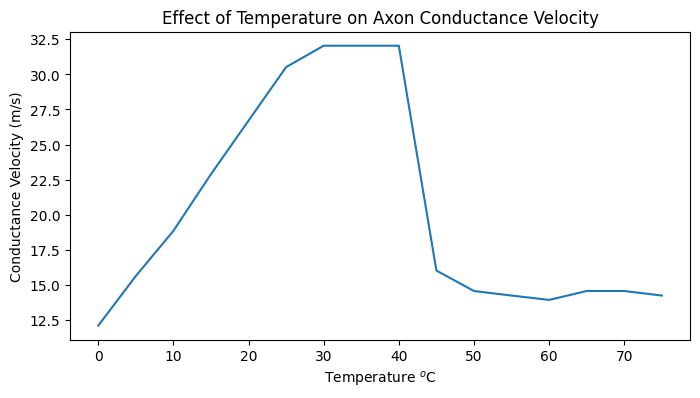 Effect of Temperature on Axon Conductance Velocity
Conductance Velocity (m/s)
32.5
30.0
27.5
25.0
22.5
20.0
17.5
15.0
12.5
0 10 20 30 40 50 60 70
Temperature °C